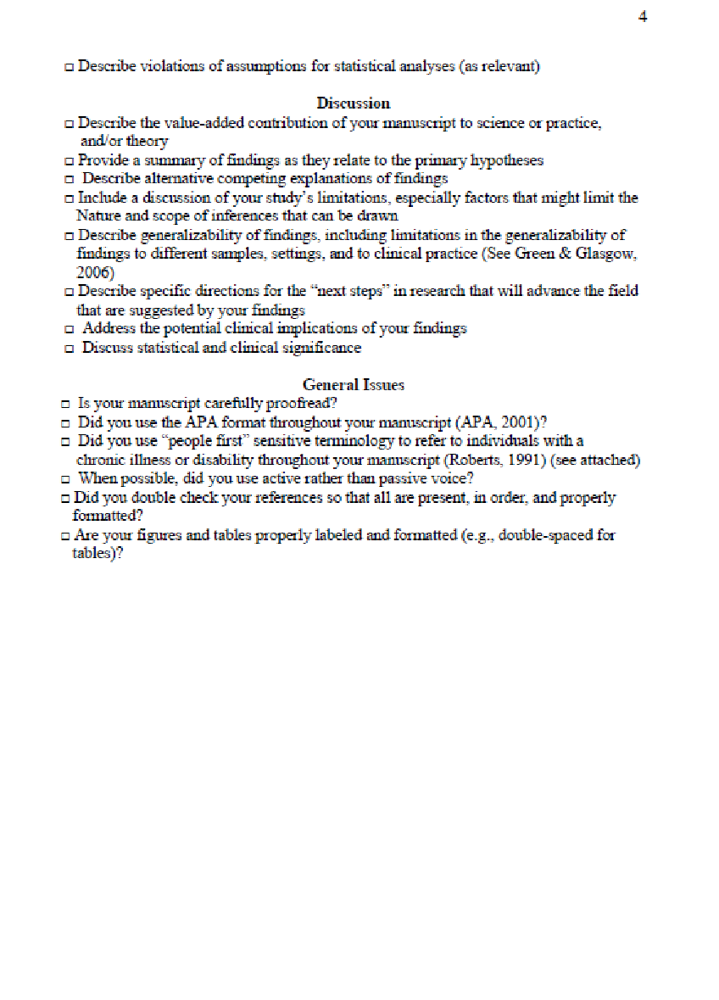 4
□ Describe violations of assumptions for statistical analyses (as relevant)
Discussion
□ Describe the value-added contribution of your manuscript to science or practice,
and/or theory
□ Provide a summary of findings as they relate to the primary hypotheses
□ Describe alternative competing explanations of findings
□ Include a discussion of your study’s limitations, especially factors that might limit the
Nature and scope of inferences that can be drawn
□ Describe generalizability of findings, including limitations in the generalizability of
findings to different samples, settings, and to clinical practice (See Green & Glasgow,
2006)
□ Describe specific directions for the “next steps” in research that will advance the field
that are suggested by your findings
□ Address the potential clinical implications of your findings
□ Discuss statistical and clinical significance
General Issues
□ Is your manuscript carefully proofread?
□ Did you use the APA format throughout your manuscript (APA, 2001)?
□ Did you use “people first” sensitive terminology to refer to individuals with a
chronic illness or disability throughout your manuscript (Roberts, 1991) (see attached)
□ When possible, did you use active rather than passive voice?
□ Did you double check your references so that all are present, in order, and properly
formatted?
□ Are your figures and tables properly labeled and formatted (e.g., double-spaced for
tables)?